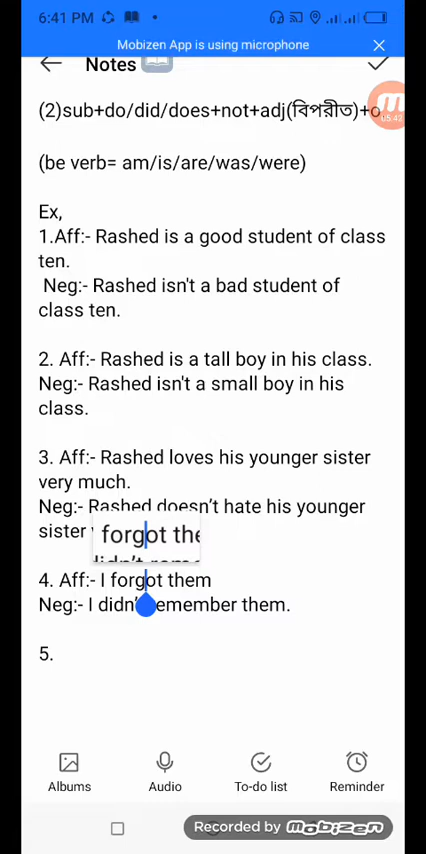 6:41 PM
Mobizen App is using microphone
Notes
05:42
(2)sub+do/did/does+not+adj(বিপরীত)+o
(be verb= am/is/are/was/were)
Ex,
1.Aff:- Rashed is a good student of class
ten.
Neg:- Rashed isn't a bad student of
class ten.
2. Aff:- Rashed is a tall boy in his class.
Neg:- Rashed isn't a small boy in his
class.
3. Aff:- Rashed loves his younger sister
very much.
Neg:- Rashed doesn't hate his younger
sister
forgot the
4. Aff:- I forgot them
Neg:- I didn' emember them.
5.
Albums
Audio
To-do list
Reminder
Recorded by mobizen